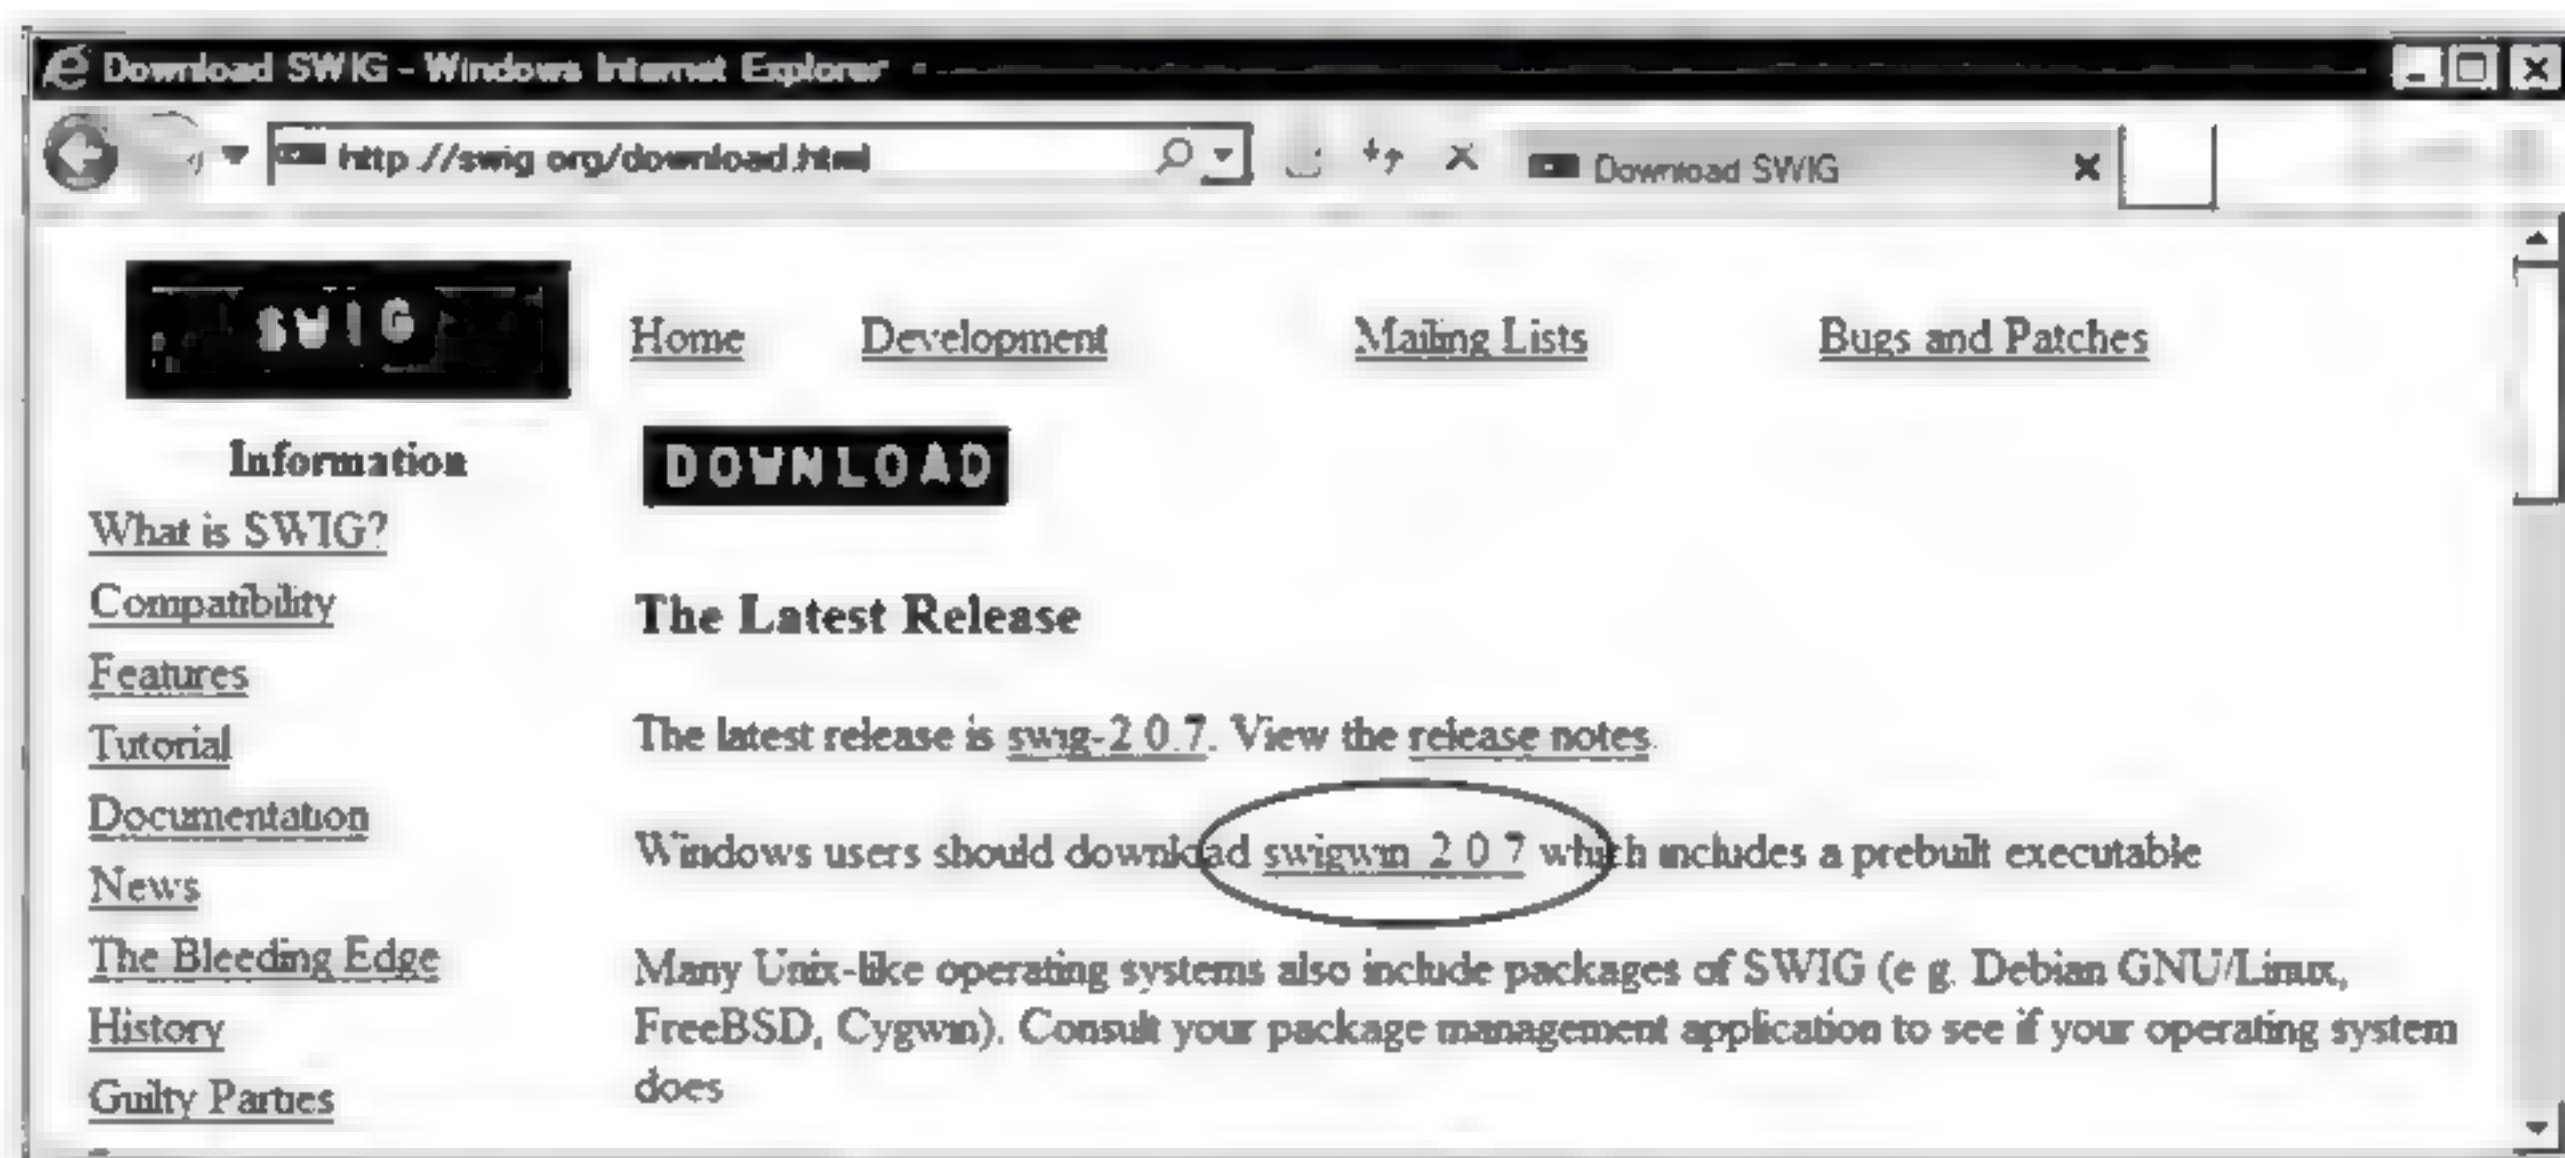 Download SWIG - Windows Internet Explorer
http://swig.org/download.html
Download SWIG
SWIG
Home Development Mailing Lists Bugs and Patches
Information
DOWNLOAD
What is SWIG?
Compatibility
Features
Tutorial
Documentation
News
The Bleeding Edge
History
Guilty Parties
The Latest Release
The latest release is swig-2.0.7. View the release notes.
Windows users should download swigwin 2 0 7 which includes a prebuilt executable
Many Unix-like operating systems also include packages of SWIG (e g. Debian GNU/Linux,
FreeBSD, Cygwin). Consult your package management application to see if your operating system
does